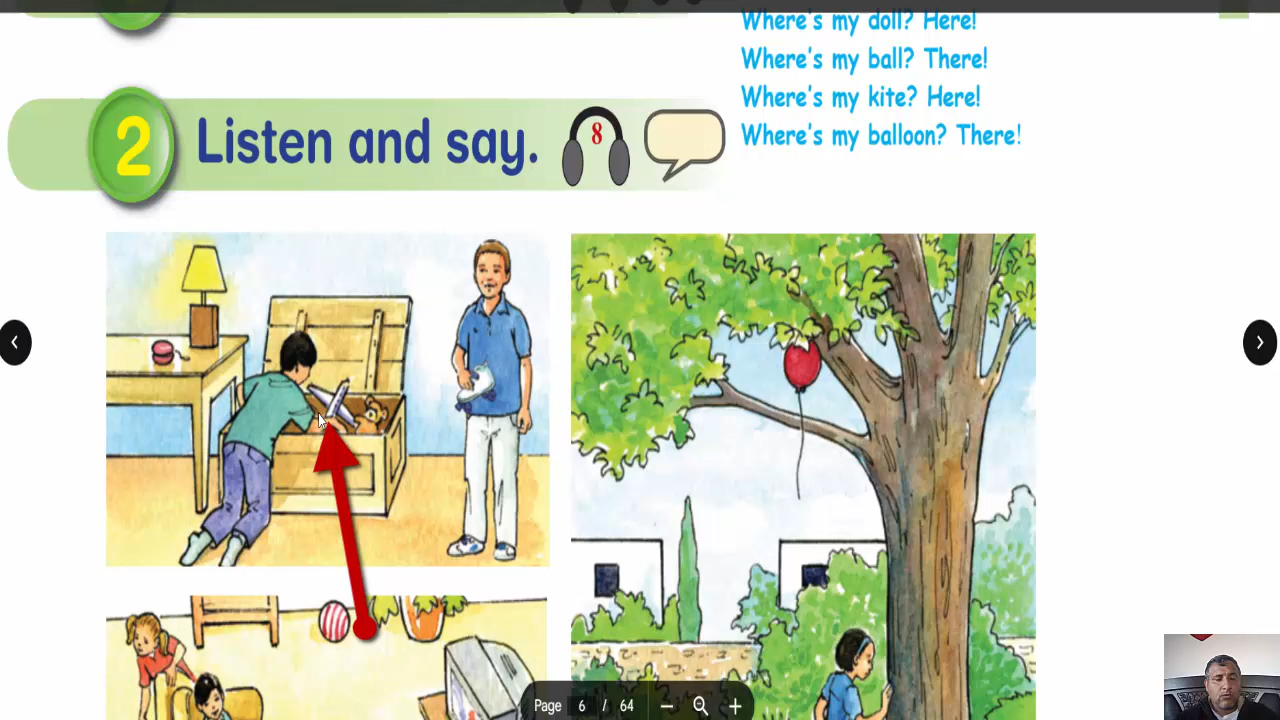 Where's my doll? Here!
Where's my ball? There!
Where's my kite? Here!
Where's my balloon? There!
2 Listen and say. 8
Page 6 / 64